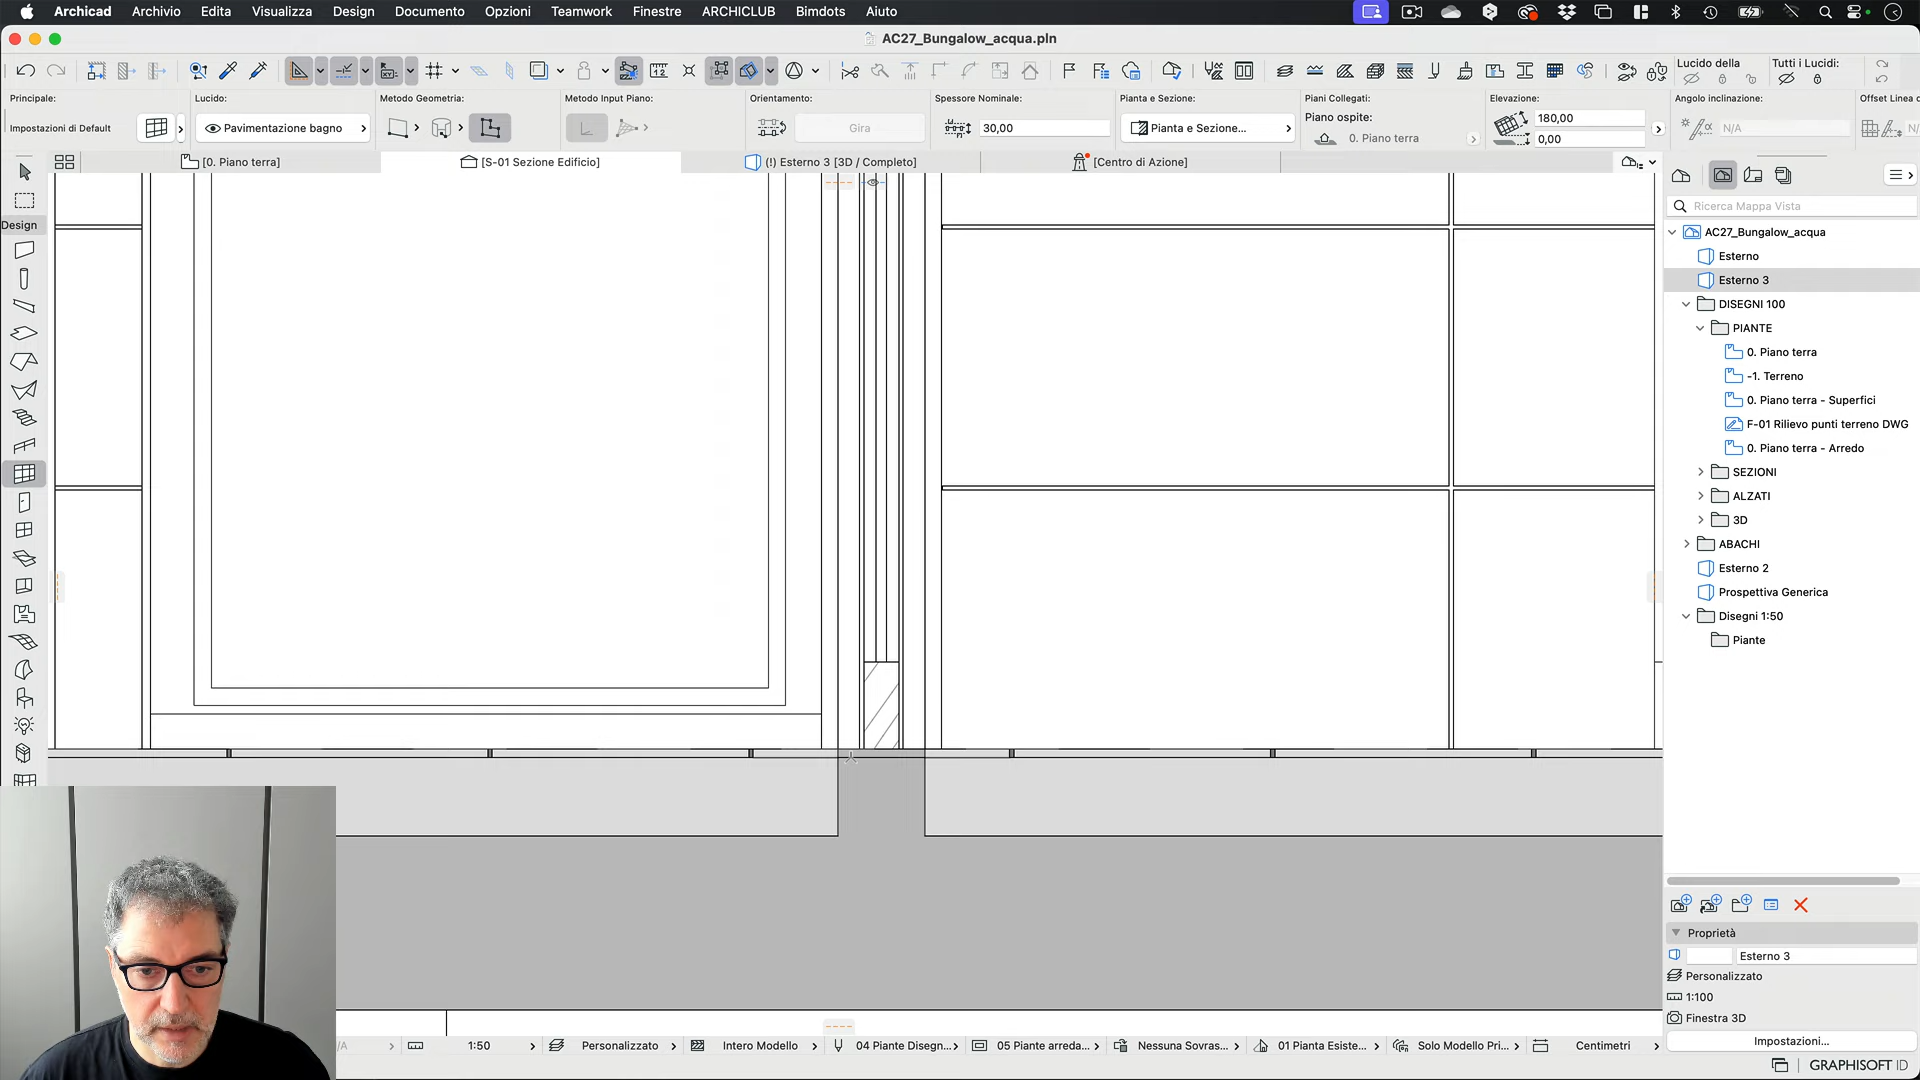 Archicad Archivio Edita Visualizza Design Documento Opzioni Teamwork Finestre ARCHICLUB Bimdots Aiuto
AC27_Bungalow_acqua.pln
Lucido della
Tutti i Lucidi:
Principale:
Lucido:
Metodo Geometria:
Metodo Input Piano:
Orientamento:
Spessore Nominale:
Pianta e Sezione:
Piani Collegati:
Elevazione:
Angolo inclinazione:
Offset Linea d
Impostazioni di Default
Pavimentazione bagno
Gira
30,00
Pianta e Sezione...
Piano ospite:
0. Piano terra
180,00
0,00
N/A
[0. Piano terra]
[S-01 Sezione Edificio]
(!) Esterno 3 [3D / Completo]
[Centro di Azione]
Design
Ricerca Mappa Vista
AC27_Bungalow_acqua
Esterno
Esterno 3
DISEGNI 100
PIANTE
0. Piano terra
-1. Terreno
0. Piano terra - Superfici
F-01 Rilievo punti terreno DWG
0. Piano terra - Arredo
SEZIONI
ALZATI
3D
ABACHI
Esterno 2
Prospettiva Generica
Disegni 1:50
Piante
Proprietà
Esterno 3
Personalizzato
1:100
Finestra 3D
Impostazioni...
/A
1:50
Personalizzato
Intero Modello
04 Piante Disegn...
05 Piante arreda...
Nessuna Sovras...
01 Pianta Esiste...
Solo Modello Pri...
Centimetri
GRAPHISOFT ID